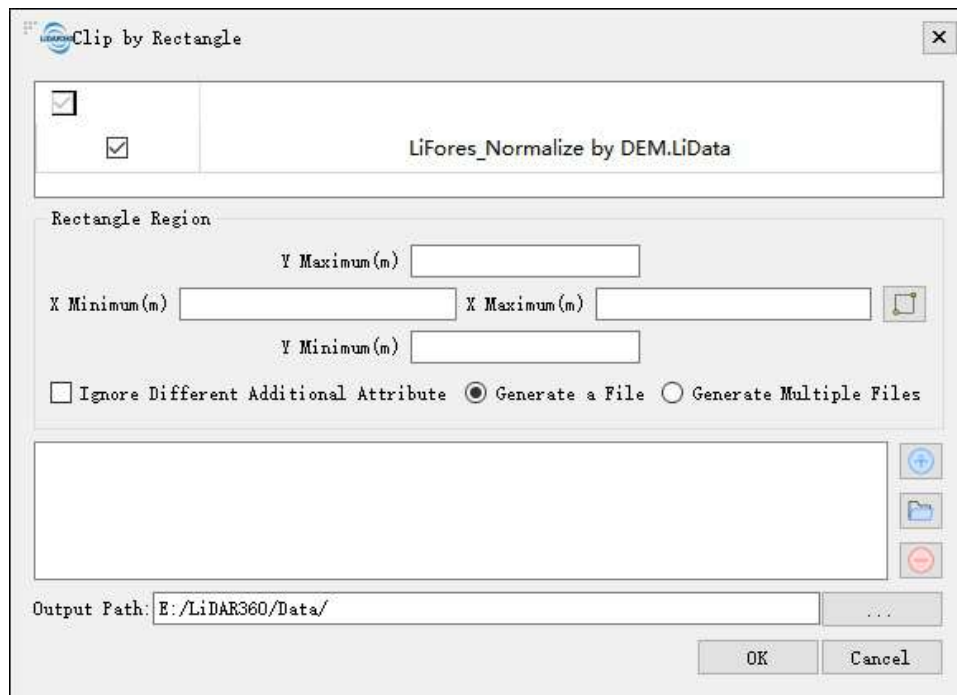 LiDAR360 Clip by Rectangle
LiFores_Normalize by DEM.LiData
Rectangle Region
Y Maximum(m)
X Minimum(m) X Maximum(m)
Y Minimum(m)
Ignore Different Additional Attribute Generate a File Generate Multiple Files
Output Path: E:/LiDAR360/Data/ ...
OK Cancel